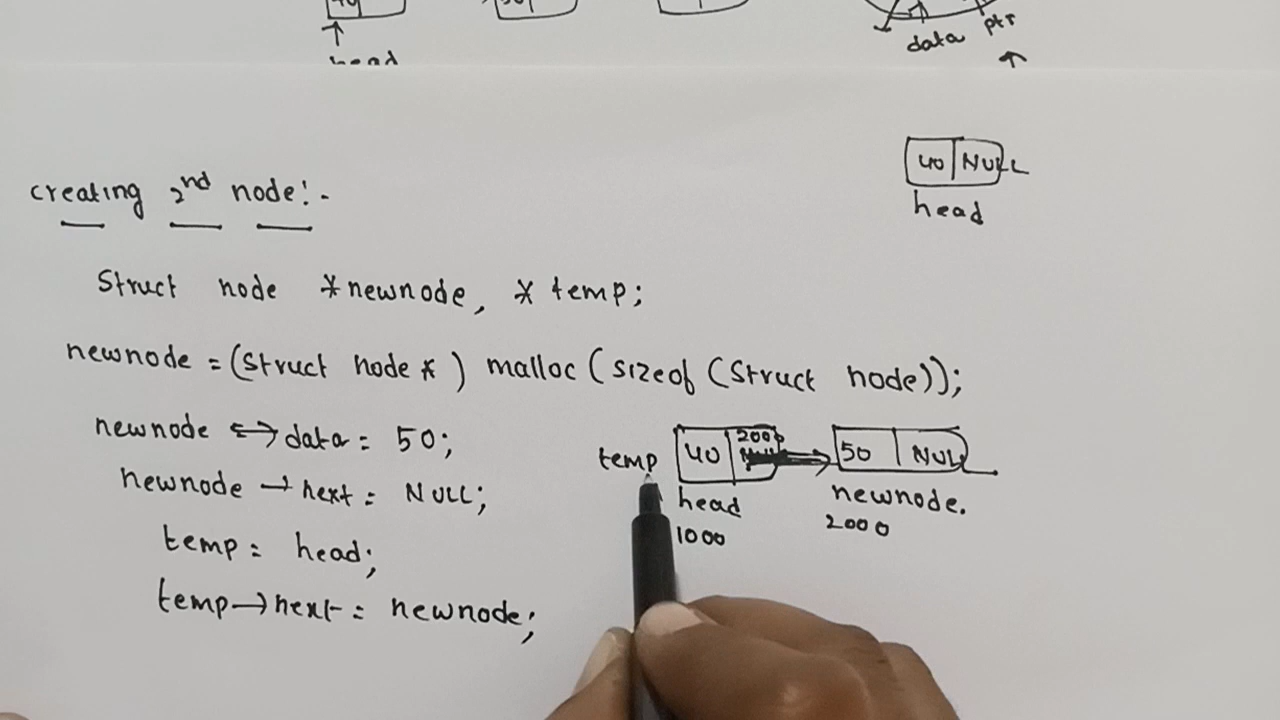 head
data ptr
40 NULL
head
creating 2nd node:-
Struct node *newnode, *temp;
newnode = (struct node *) malloc (sizeof (struct node));
newnode → data = 50;
newnode → next = NULL;
temp = head;
temp → next = newnode;
temp 40 2000 50 NULL
head newnode.
1000 2000